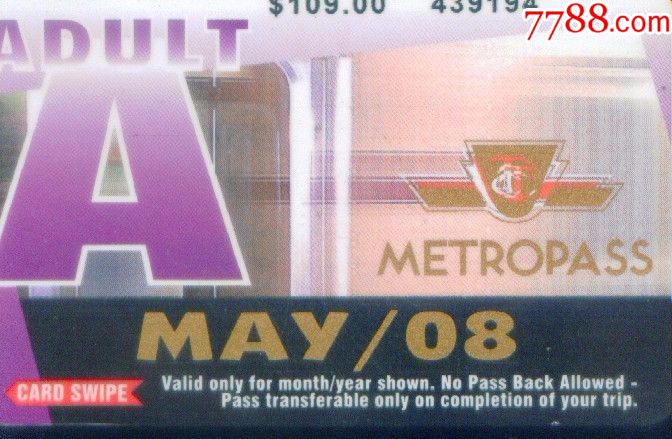 $109.00 439194
7788.com
ADULT
A
METROPASS
MAY/08
CARD SWIPE
Valid only for month/year shown. No Pass Back Allowed -
Pass transferable only on completion of your trip.